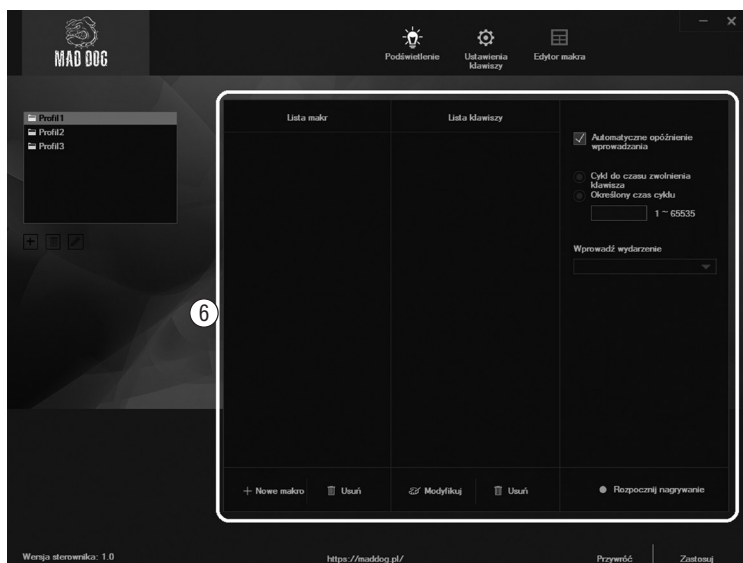 MAD DOG
Podświetlenie
Ustawienia
klawiszy
Edytor makra
Profil1
Profil2
Profil3
Lista makr
Lista klawiszy
Automatyczne opóźnienie
wprowadzania
Cykl do czasu zwolnienia
klawisza
Określony czas cyklu
1 ~ 65535
Wprowadź wydarzenie
6
Nowe makro
Usuń
Modyfikuj
Usuń
Rozpocznij nagrywanie
Wersja sterownika: 1.0
https://maddog.pl/
Przywróć
Zastosuj